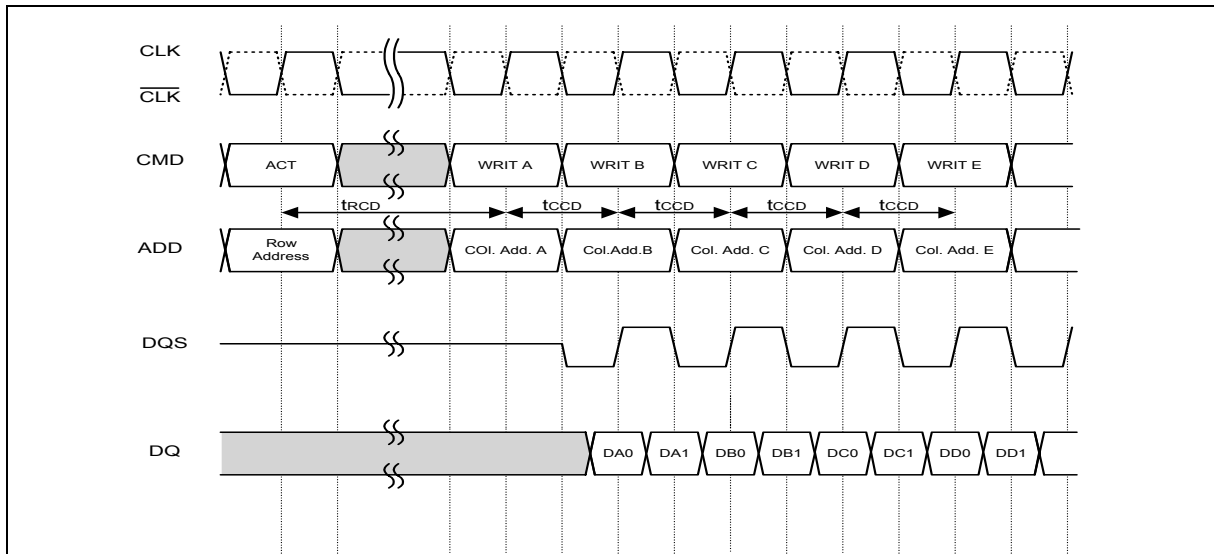 CLK
C̅L̅K̅
CMD ACT WRIT A WRIT B WRIT C WRIT D WRIT E
tRCD tCCD tCCD tCCD tCCD
ADD Row Address COl. Add. A Col.Add.B Col. Add. C Col. Add. D Col. Add. E
DQS
DQ DA0 DA1 DB0 DB1 DC0 DC1 DD0 DD1